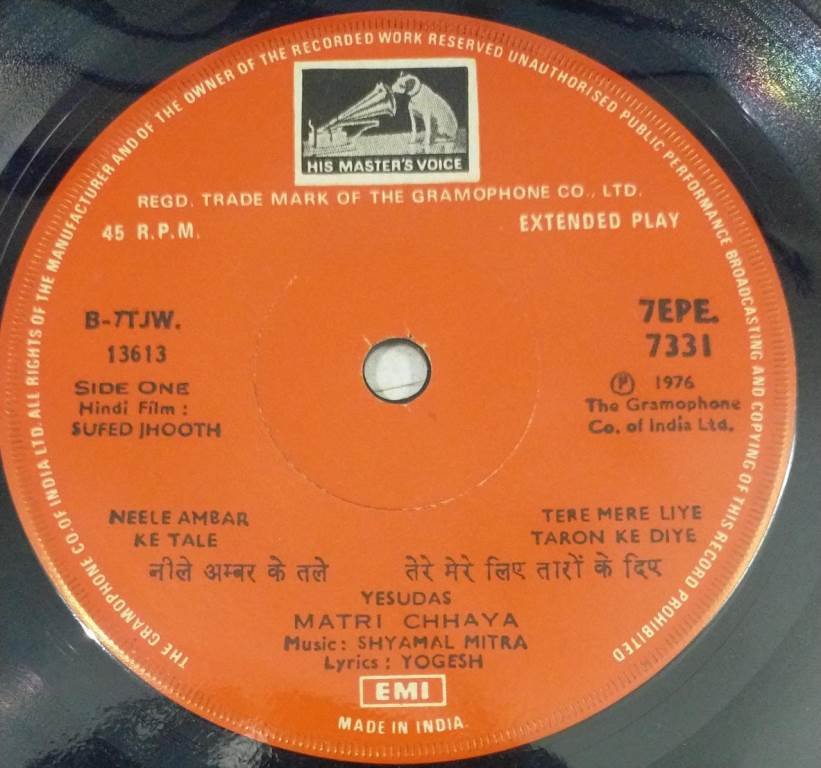 THE GRAMOPHONE CO. OF INDIA LTD. ALL RIGHTS OF THE MANUFACTURER AND OF THE OWNER OF THE RECORDED WORK RESERVED UNAUTHORISED PUBLIC PERFORMANCE BROADCASTING AND COPYING OF THIS RECORD PROHIBITED
HIS MASTER'S VOICE
REGD. TRADE MARK OF THE GRAMOPHONE CO., LTD.
45 R.P.M. EXTENDED PLAY
B-7TJW. 7EPE.
13613 7331
SIDE ONE Ⓟ 1976
Hindi Film : The Gramophone
SUFED JHOOTH Co. of India Ltd.
NEELE AMBAR TERE MERE LIYE
KE TALE TARON KE DIYE
नीले अम्बर के तले तेरे मेरे लिए तारों के दिए
YESUDAS
MATRI CHHAYA
Music : SHYAMAL MITRA
Lyrics : YOGESH
EMI
MADE IN INDIA.